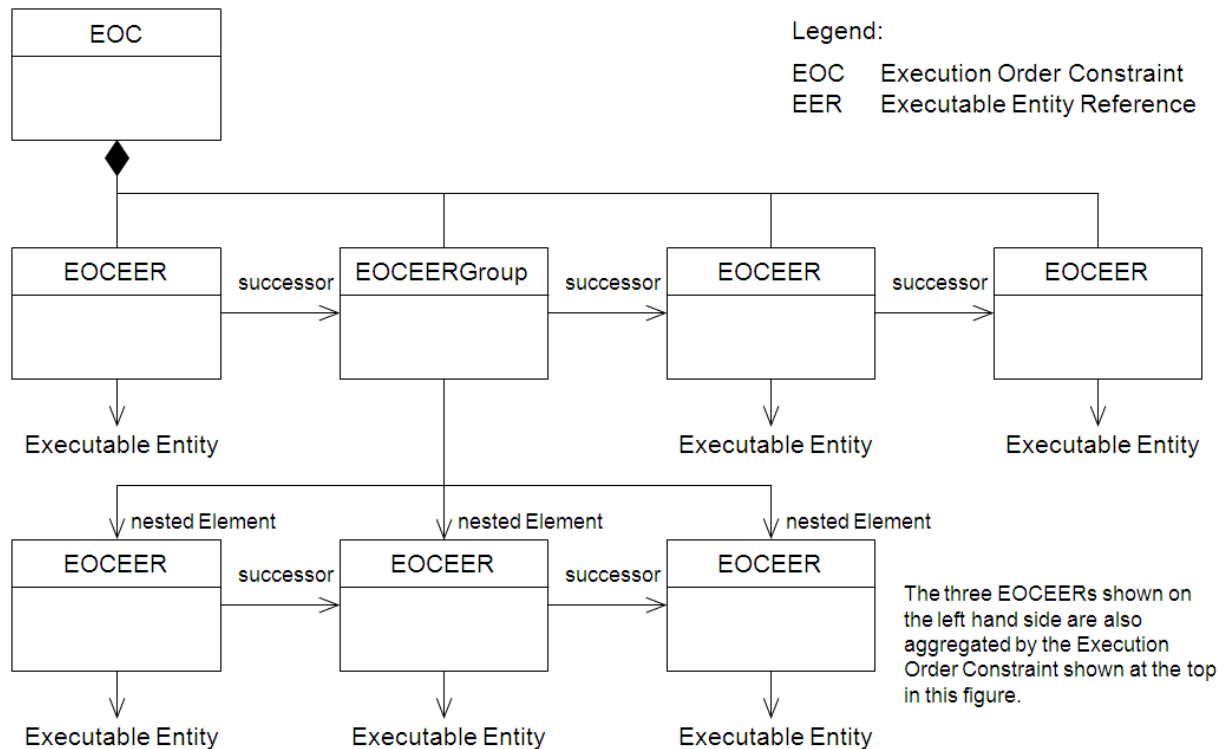 EOC
Legend:
EOC Execution Order Constraint
EER Executable Entity Reference
EOCEER
successor
EOCEERGroup
successor
EOCEER
successor
EOCEER
Executable Entity
Executable Entity
Executable Entity
nested Element
nested Element
nested Element
EOCEER
successor
EOCEER
successor
EOCEER
The three EOCEERs shown on
the left hand side are also
aggregated by the Execution
Order Constraint shown at the top
in this figure.
Executable Entity
Executable Entity
Executable Entity